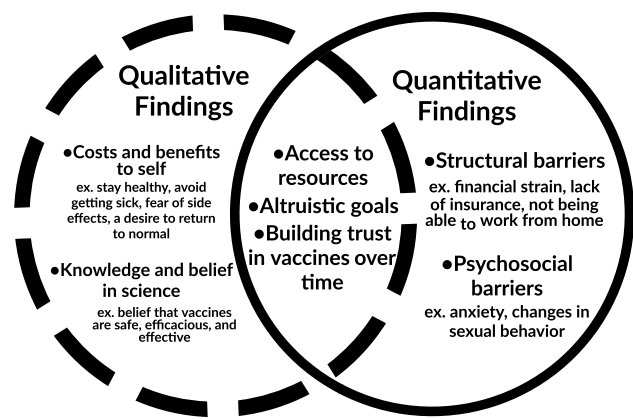 Qualitative
Findings
●Costs and benefits
to self
ex. stay healthy, avoid
getting sick, fear of side
effects, a desire to return
to normal
●Knowledge and belief
in science
ex. belief that vaccines
are safe, efficacious, and
effective
●Access to
resources
●Altruistic goals
●Building trust
in vaccines over
time
Quantitative
Findings
●Structural barriers
ex. financial strain, lack
of insurance, not being
able to work from home
●Psychosocial
barriers
ex. anxiety, changes in
sexual behavior